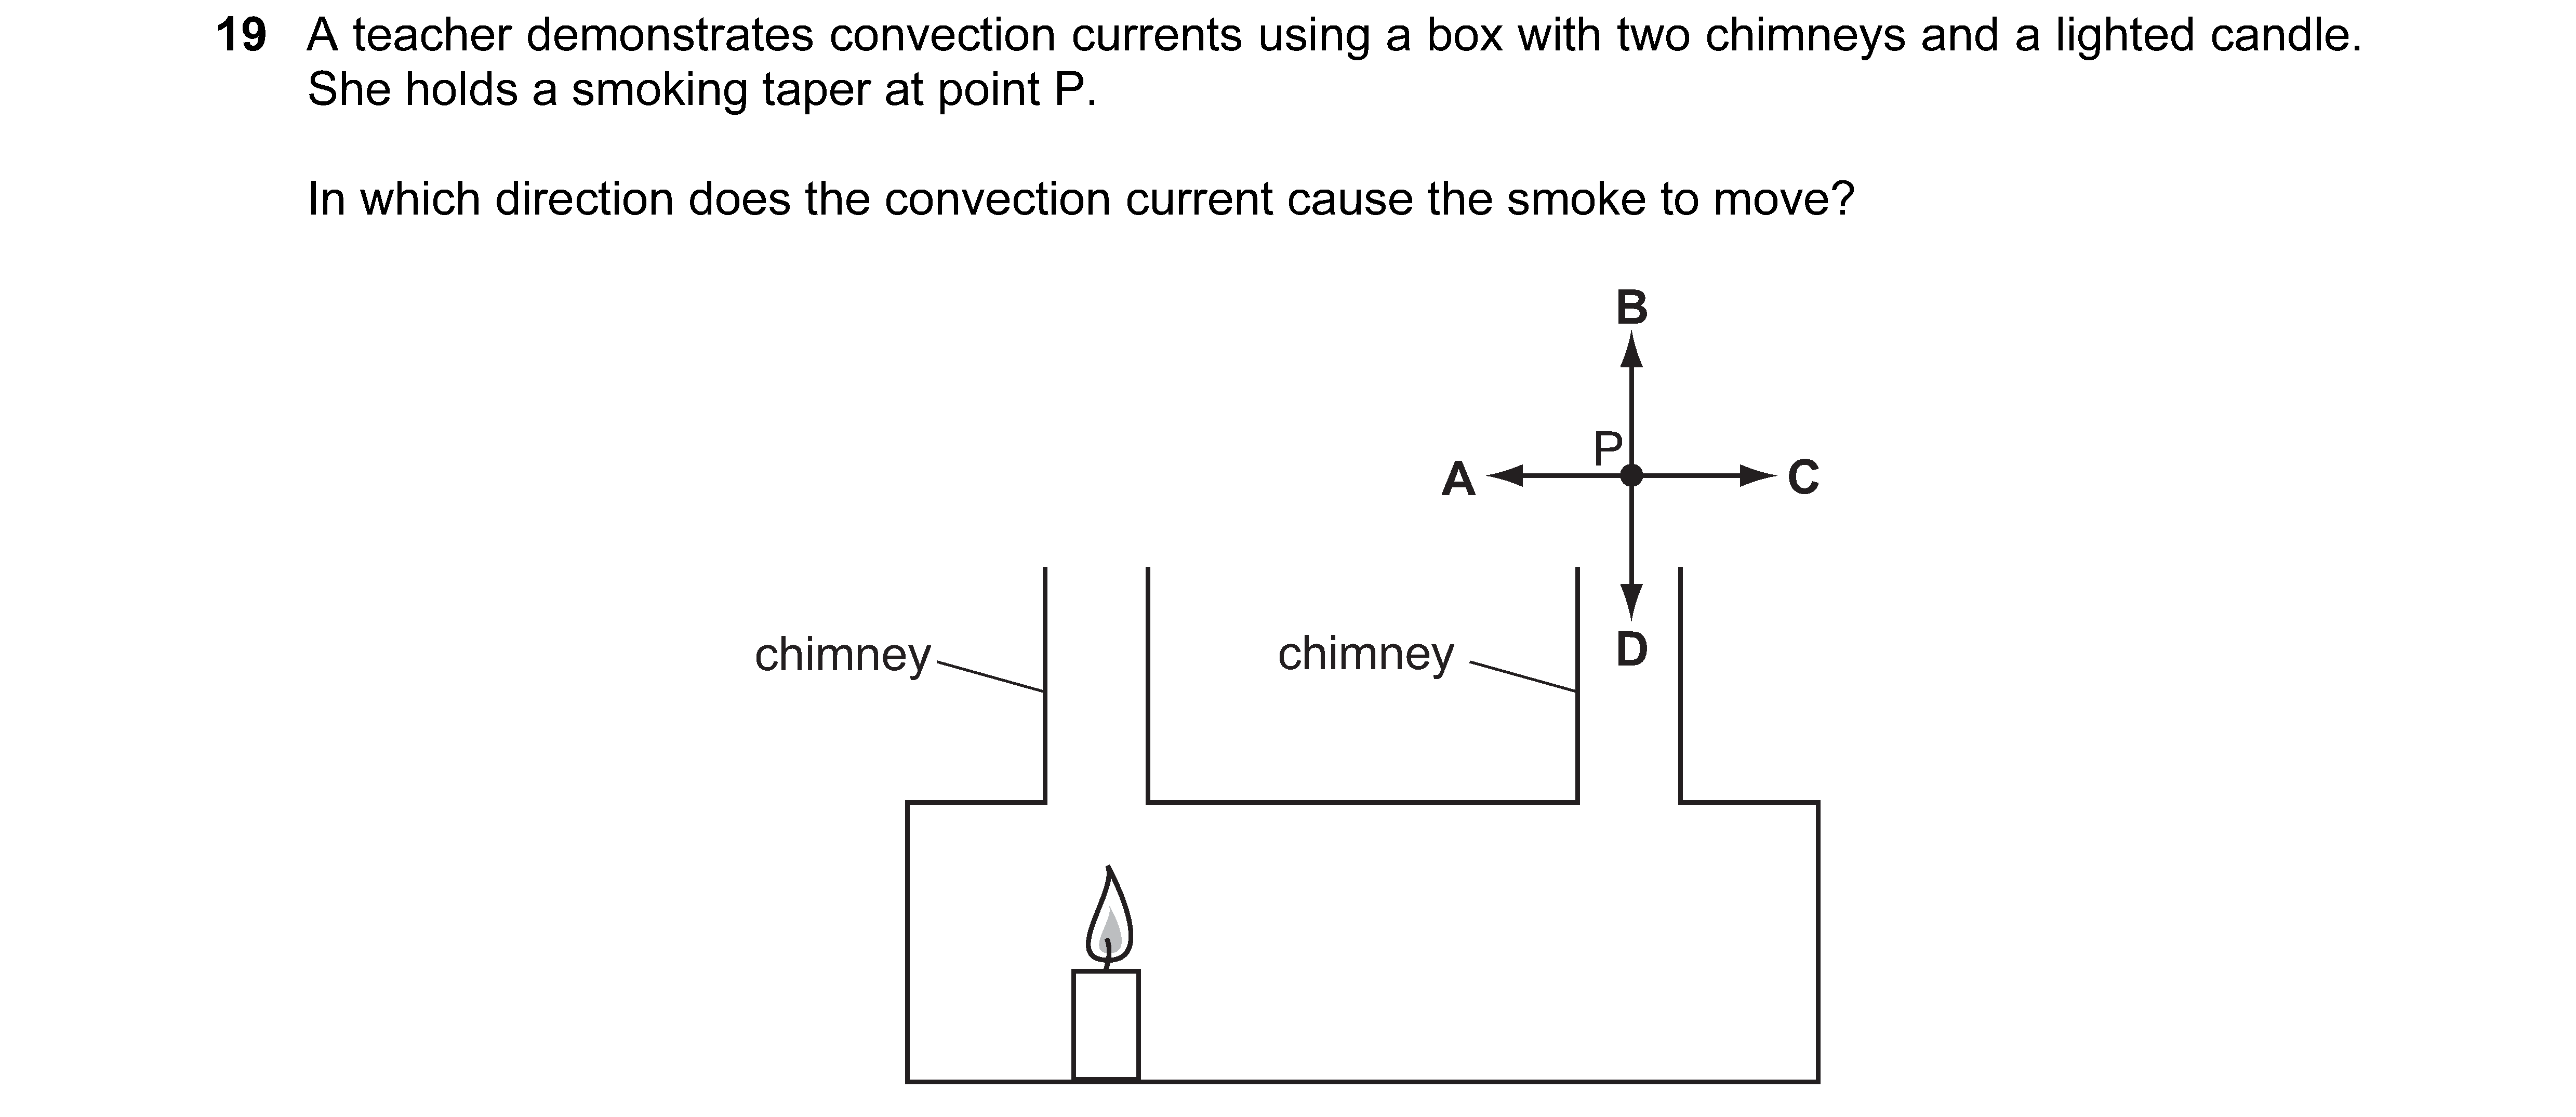 19 A teacher demonstrates convection currents using a box with two chimneys and a lighted candle.
She holds a smoking taper at point P.
In which direction does the convection current cause the smoke to move?
B
P
A
C
chimney
chimney
D